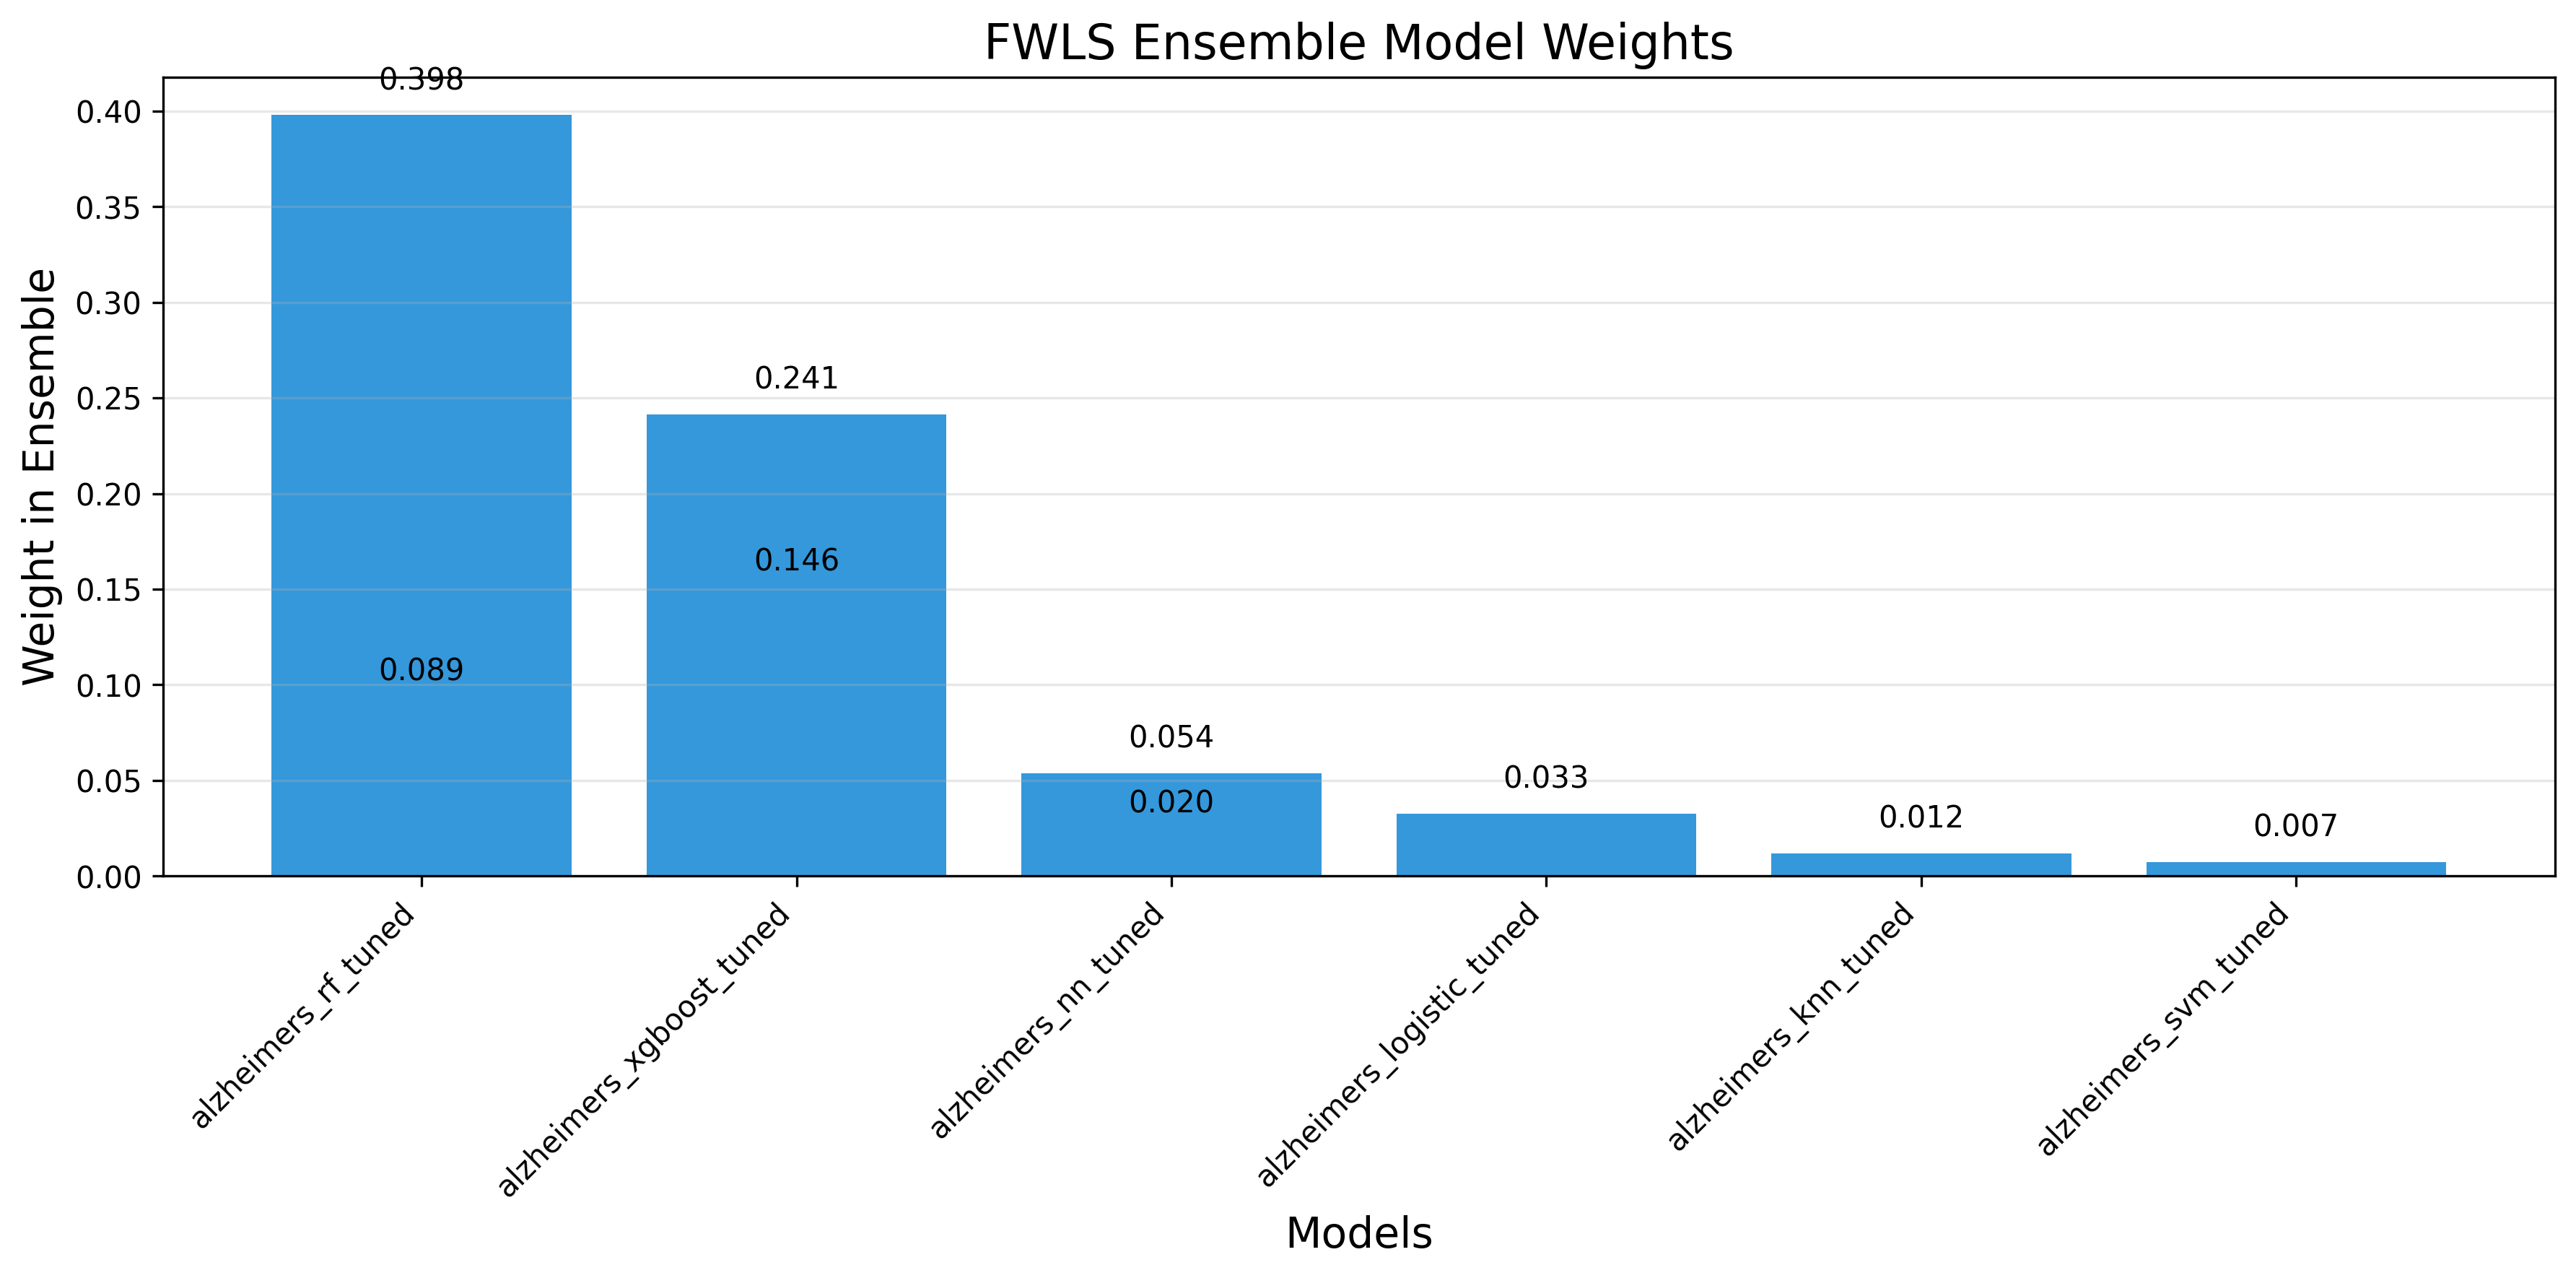 FWLS Ensemble Model Weights
Weight in Ensemble
0.40
0.35
0.30
0.25
0.20
0.15
0.10
0.05
0.00
0.398
0.089
0.241
0.146
0.054
0.020
0.033
0.012
0.007
alzheimers_rf_tuned
alzheimers_xgboost_tuned
alzheimers_nn_tuned
alzheimers_logistic_tuned
alzheimers_knn_tuned
alzheimers_svm_tuned
Models